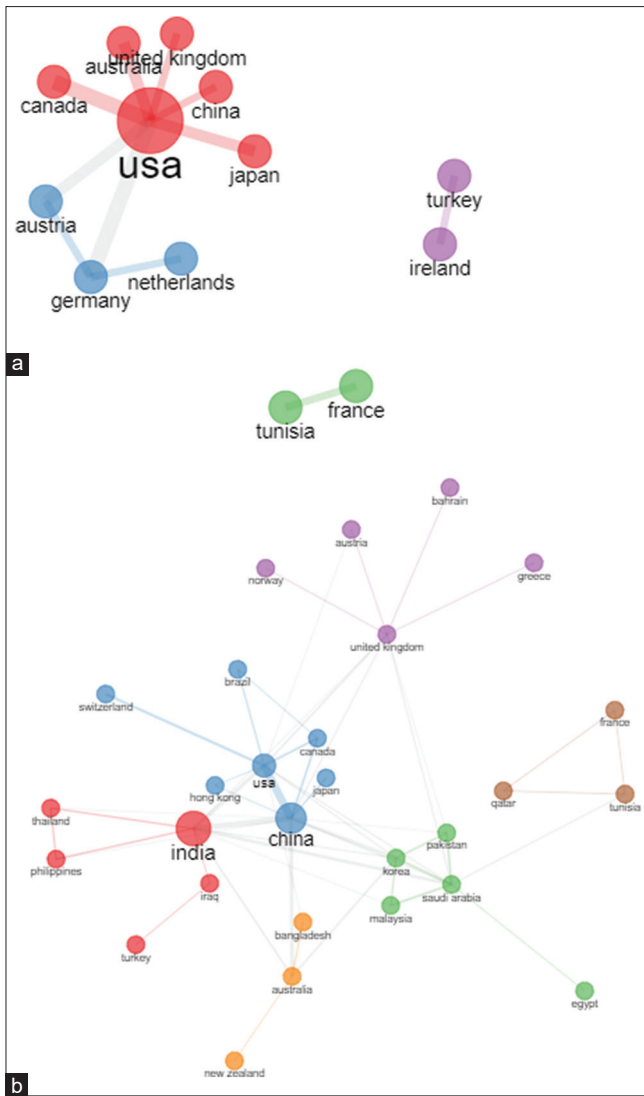 united kingdom
australia
canada
china
usa
japan
austria
germany
netherlands
turkey
ireland
a
france
tunisia
bahrain
austria
norway
greece
united kingdom
brazil
switzerland
france
canada
usa
japan
hong kong
qatar
tunisia
thailand
india
china
pakistan
philippines
korea
saudi arabia
iraq
malaysia
bangladesh
turkey
australia
egypt
new zealand
b